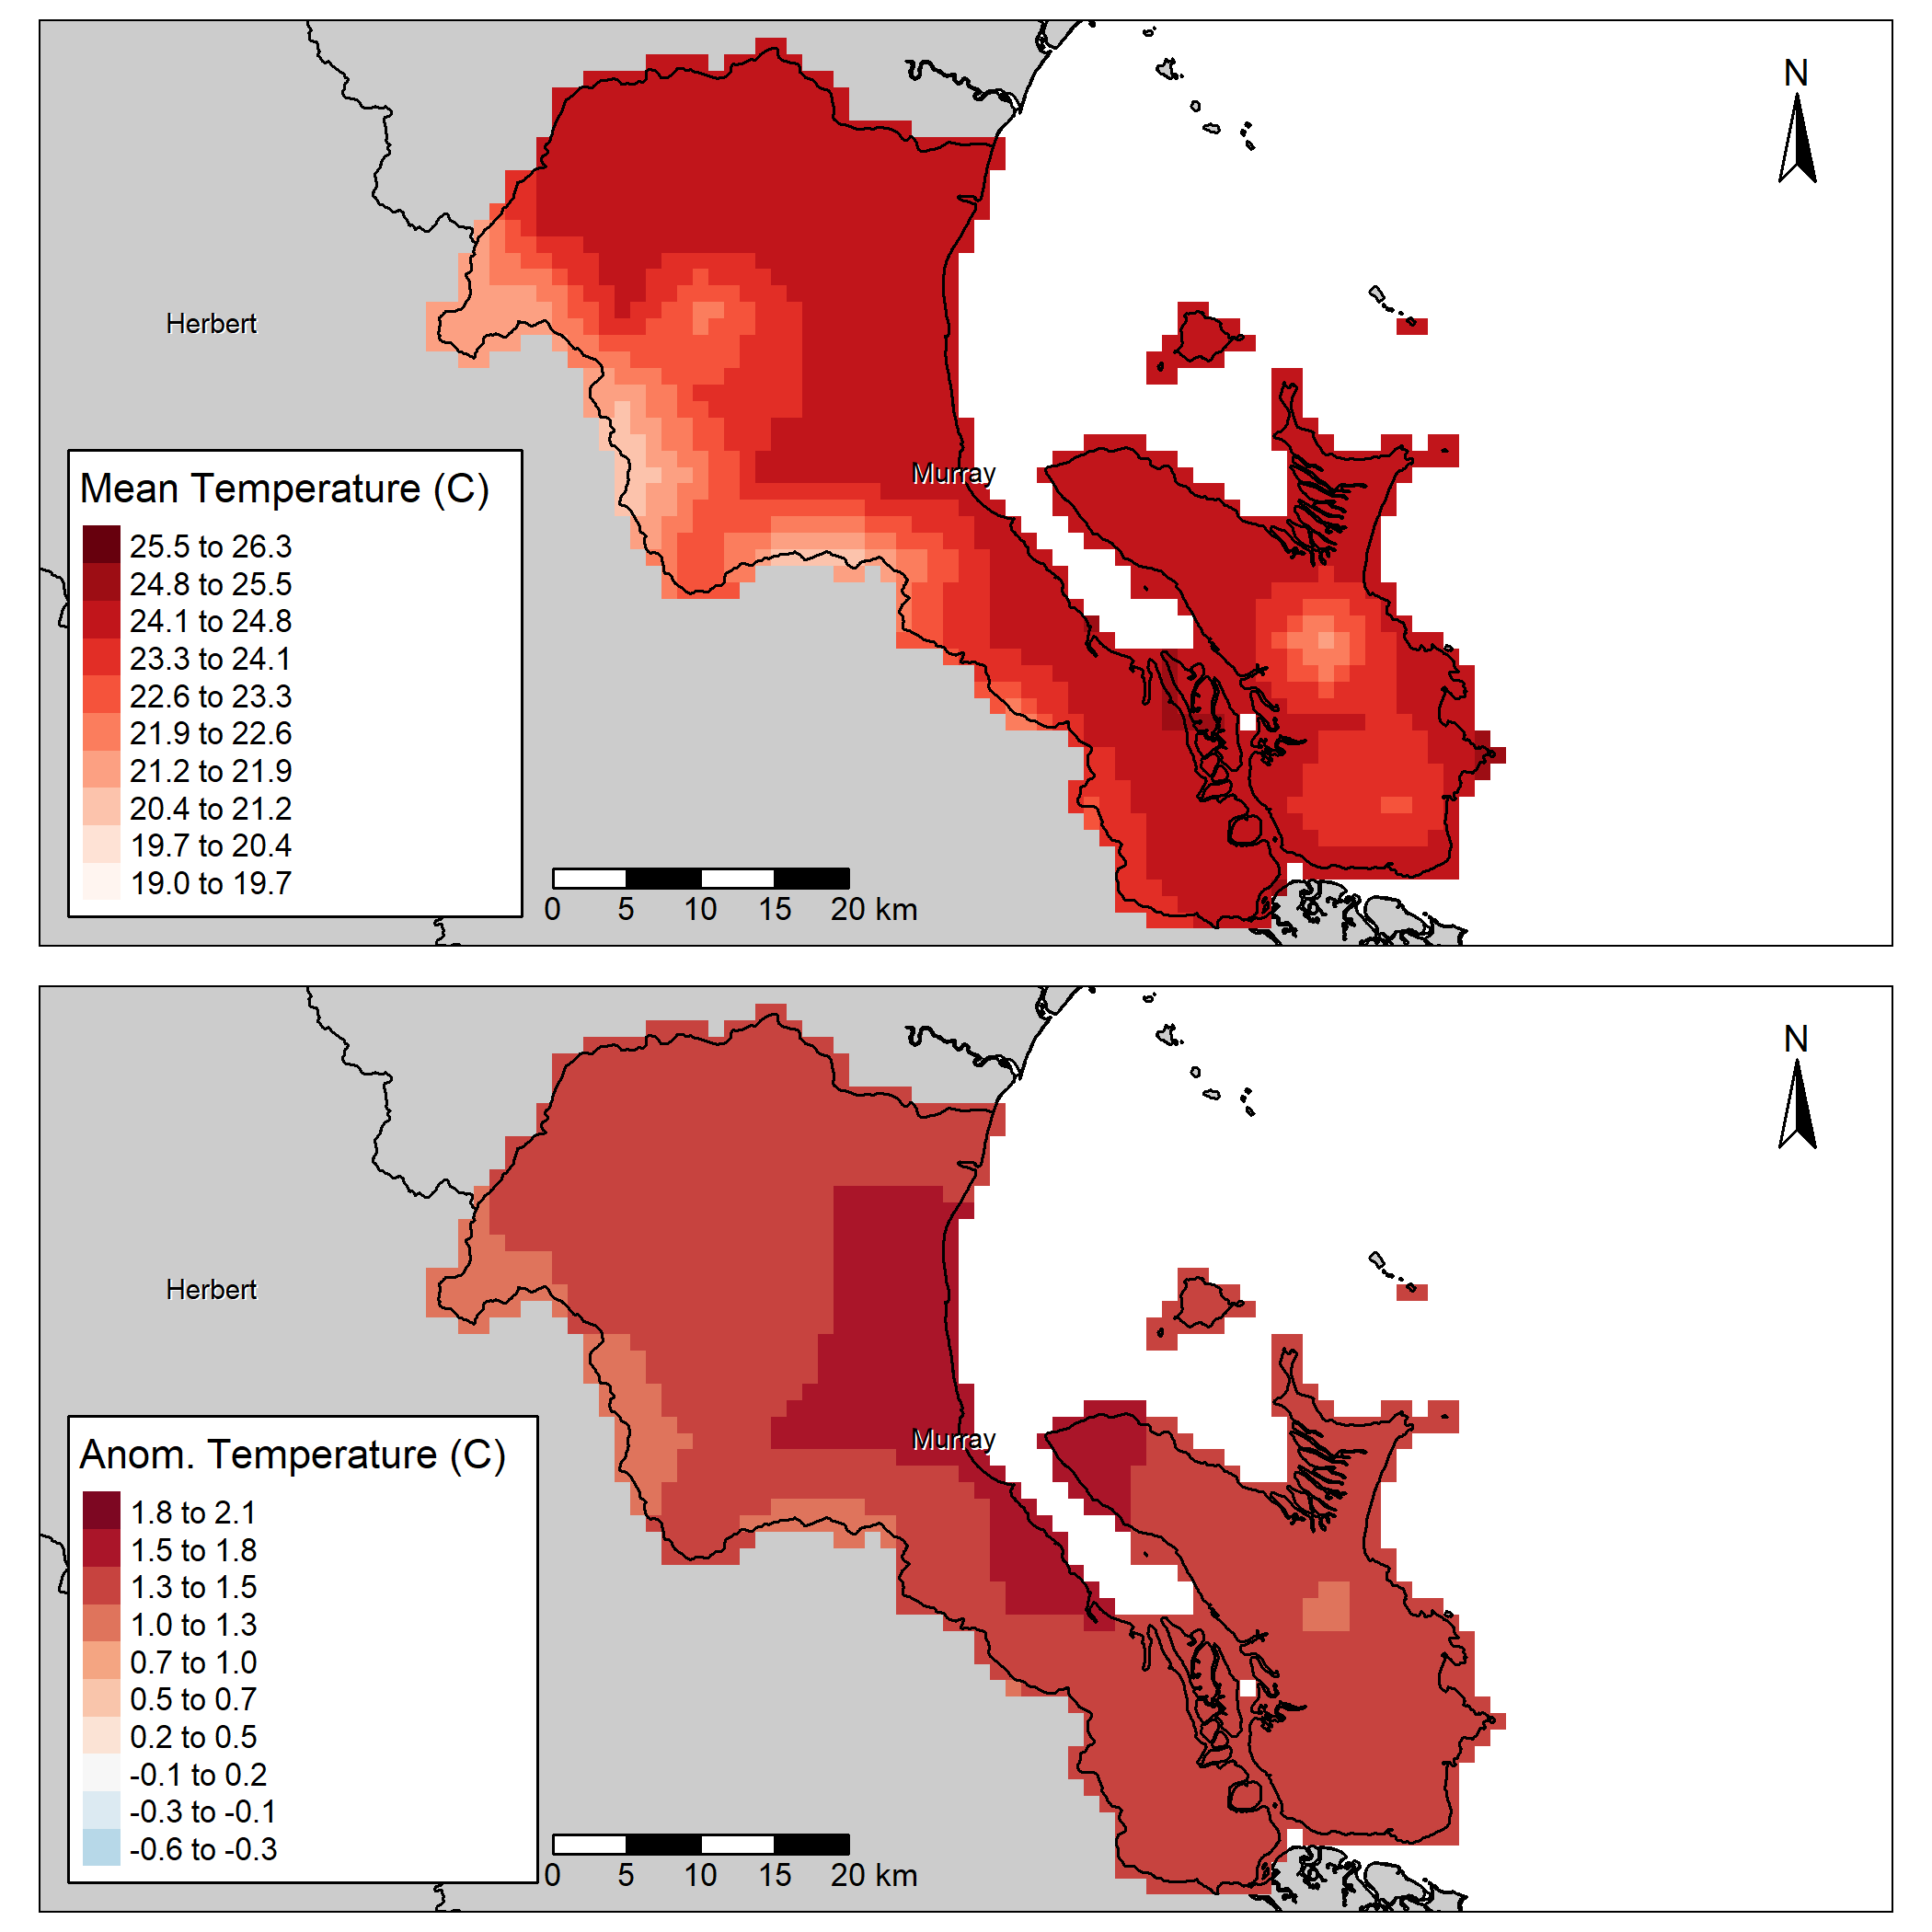 N
Herbert
Murray
Mean Temperature (C)
25.5 to 26.3
24.8 to 25.5
24.1 to 24.8
23.3 to 24.1
22.6 to 23.3
21.9 to 22.6
21.2 to 21.9
20.4 to 21.2
19.7 to 20.4
19.0 to 19.7
0 5 10 15 20 km
N
Herbert
Murray
Anom. Temperature (C)
1.8 to 2.1
1.5 to 1.8
1.3 to 1.5
1.0 to 1.3
0.7 to 1.0
0.5 to 0.7
0.2 to 0.5
-0.1 to 0.2
-0.3 to -0.1
-0.6 to -0.3
0 5 10 15 20 km